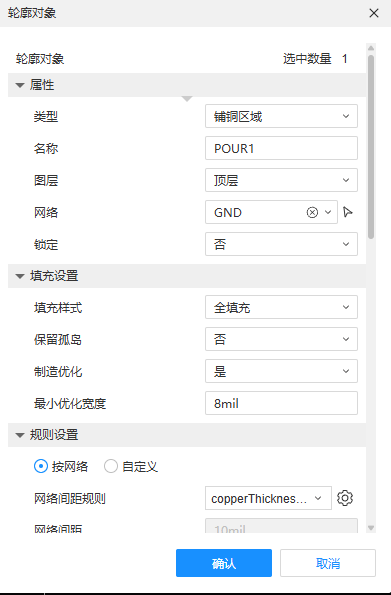 轮廓对象
轮廓对象 选中数量 1
属性
类型 铺铜区域
名称 POUR1
图层 顶层
网络 GND
锁定 否
填充设置
填充样式 全填充
保留孤岛 否
制造优化 是
最小优化宽度 8mil
规则设置
按网络 自定义
网络间距规则 copperThicknes...
网络间距 10mil
确认 取消